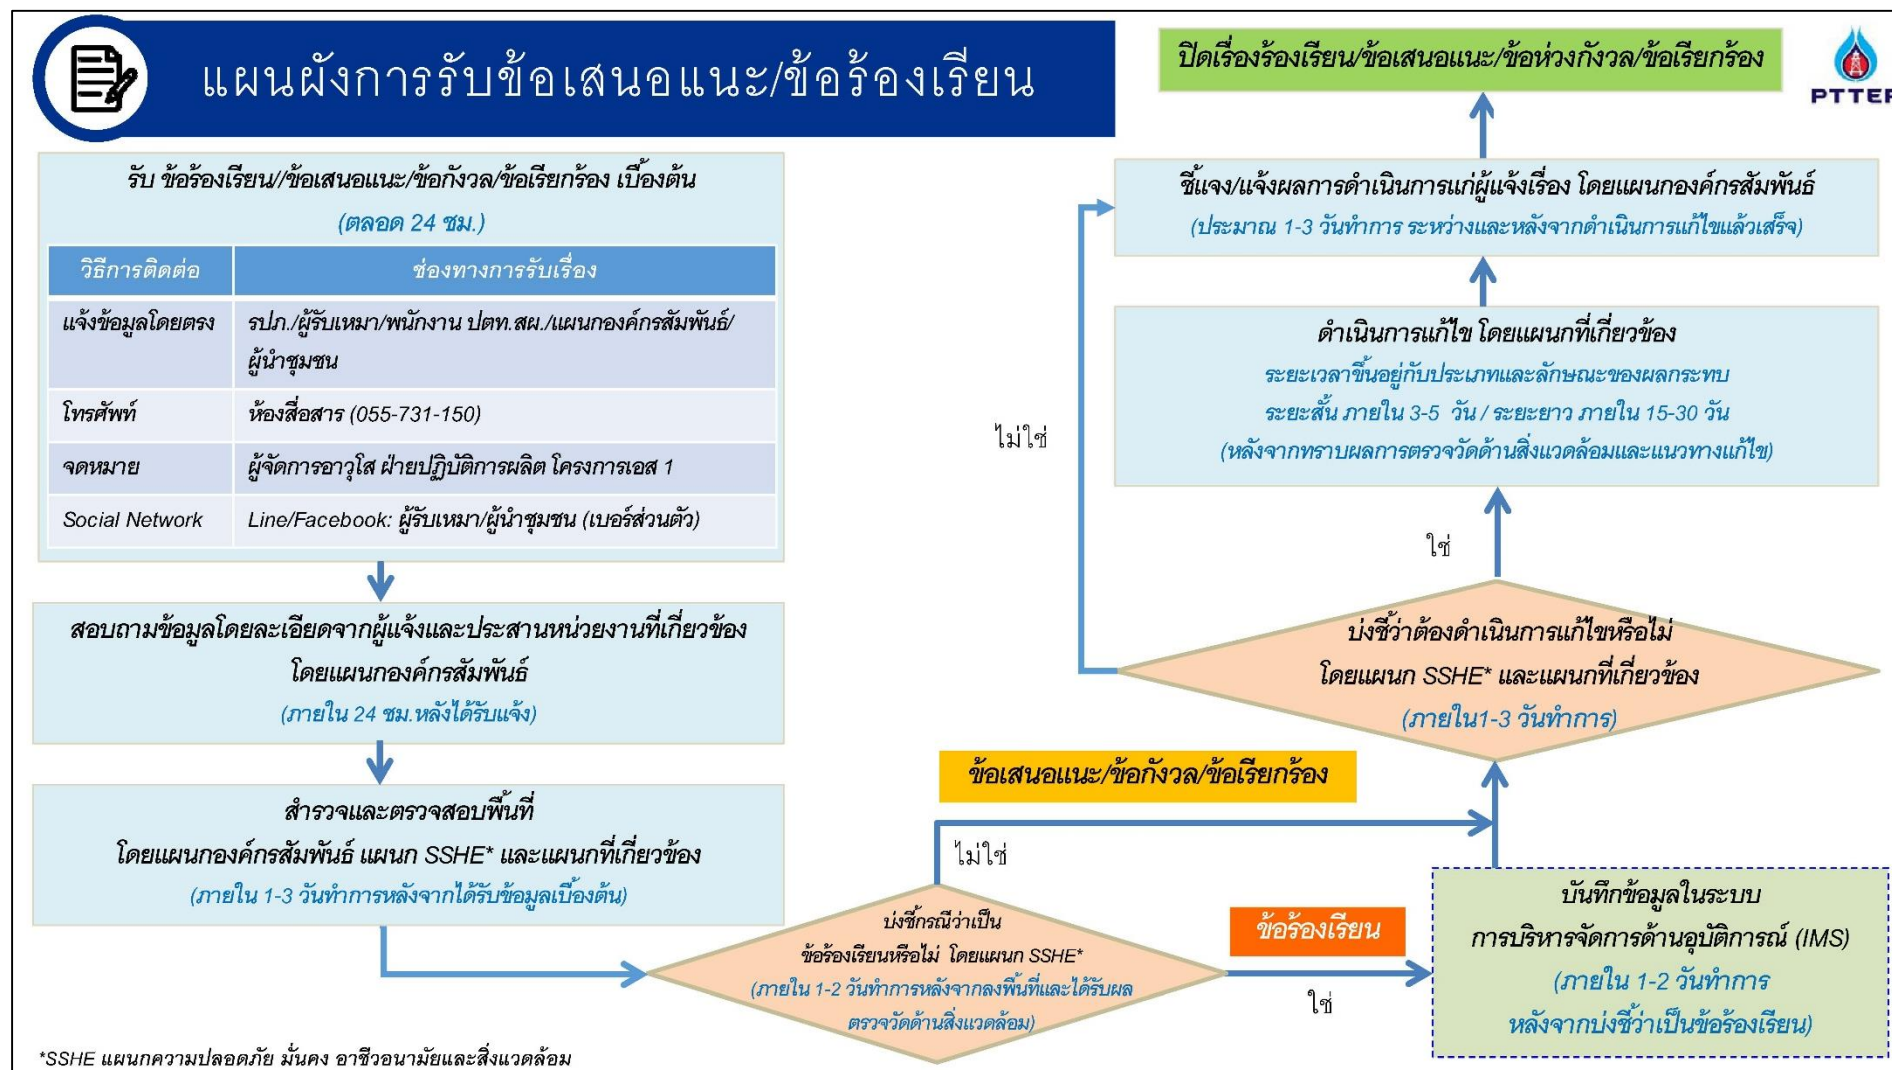 แผนผังการรับข้อเสนอแนะ/ข้อร้องเรียน
รับ ข้อร้องเรียน//ข้อเสนอแนะ/ข้อกังวล/ข้อเรียกร้อง เบื้องต้น
(ตลอด 24 ชม.)
วิธีการติดต่อ ช่องทางการรับเรื่อง
แจ้งข้อมูลโดยตรง รปภ./ผู้รับเหมา/พนักงาน ปตท.สผ./แผนกองค์กรสัมพันธ์/
ผู้นำชุมชน
โทรศัพท์ ห้องสื่อสาร (055-731-150)
จดหมาย ผู้จัดการอาวุโส ฝ่ายปฏิบัติการผลิต โครงการเอส 1
Social Network Line/Facebook: ผู้รับเหมา/ผู้นำชุมชน (เบอร์ส่วนตัว)
สอบถามข้อมูลโดยละเอียดจากผู้แจ้งและประสานหน่วยงานที่เกี่ยวข้อง
โดยแผนกองค์กรสัมพันธ์
(ภายใน 24 ชม.หลังได้รับแจ้ง)
สำรวจและตรวจสอบพื้นที่
โดยแผนกองค์กรสัมพันธ์ แผนก SSHE* และแผนกที่เกี่ยวข้อง
(ภายใน 1-3 วันทำการหลังจากได้รับข้อมูลเบื้องต้น)
บ่งชี้กรณีว่าเป็น
ข้อร้องเรียนหรือไม่ โดยแผนก SSHE*
(ภายใน 1-2 วันทำการหลังจากลงพื้นที่และได้รับผล
ตรวจวัดด้านสิ่งแวดล้อม)
ไม่ใช่
ข้อเสนอแนะ/ข้อกังวล/ข้อเรียกร้อง
ข้อร้องเรียน
ใช่
บันทึกข้อมูลในระบบ
การบริหารจัดการด้านอุบัติการณ์ (IMS)
(ภายใน 1-2 วันทำการ
หลังจากบ่งชี้ว่าเป็นข้อร้องเรียน)
บ่งชี้ว่าต้องดำเนินการแก้ไขหรือไม่
โดยแผนก SSHE* และแผนกที่เกี่ยวข้อง
(ภายใน1-3 วันทำการ)
ใช่
ไม่ใช่
ดำเนินการแก้ไข โดยแผนกที่เกี่ยวข้อง
ระยะเวลาขึ้นอยู่กับประเภทและลักษณะของผลกระทบ
ระยะสั้น ภายใน 3-5 วัน / ระยะยาว ภายใน 15-30 วัน
(หลังจากทราบผลการตรวจวัดด้านสิ่งแวดล้อมและแนวทางแก้ไข)
ชี้แจง/แจ้งผลการดำเนินการแก่ผู้แจ้งเรื่อง โดยแผนกองค์กรสัมพันธ์
(ประมาณ 1-3 วันทำการ ระหว่างและหลังจากดำเนินการแก้ไขแล้วเสร็จ)
ปิดเรื่องร้องเรียน/ข้อเสนอแนะ/ข้อห่วงกังวล/ข้อเรียกร้อง
PTTEP
*SSHE แผนกความปลอดภัย มั่นคง อาชีวอนามัยและสิ่งแวดล้อม